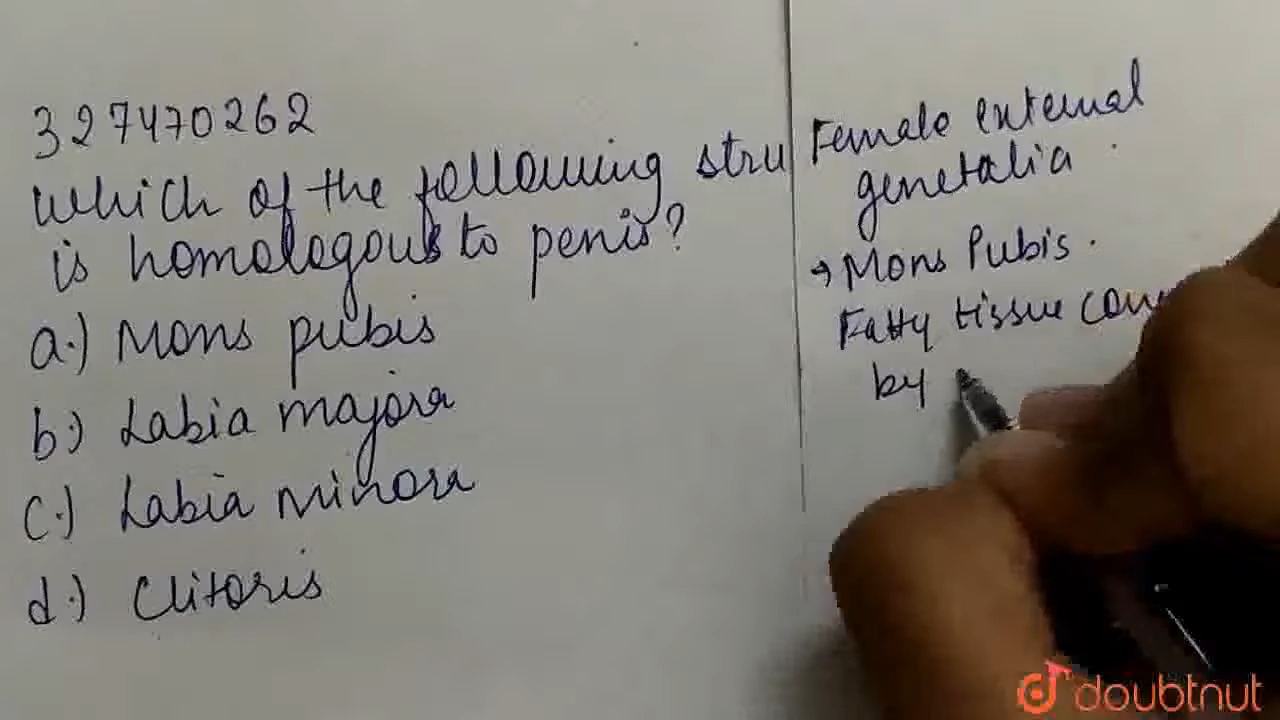 327470262
which of the following stru
is homologous to penis?
a.) Mons pubis
b.) Labia majora
c.) Labia minora
d.) Clitoris
Female external
genetalia.
→ Mons Pubis.
Fatty tissue
by
doubtnut